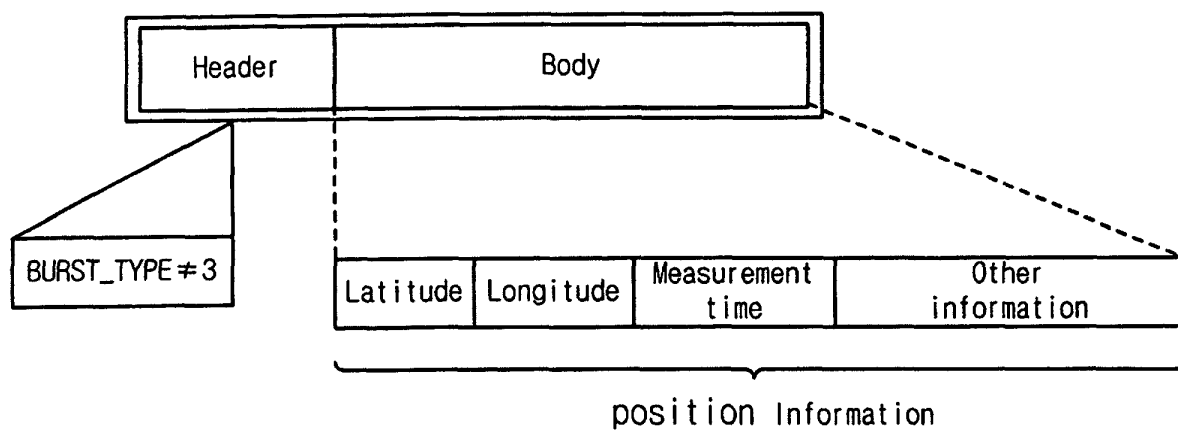 Header
Body
BURST_TYPE≠3
Latitude
Longitude
Measurement
time
Other
information
position Information